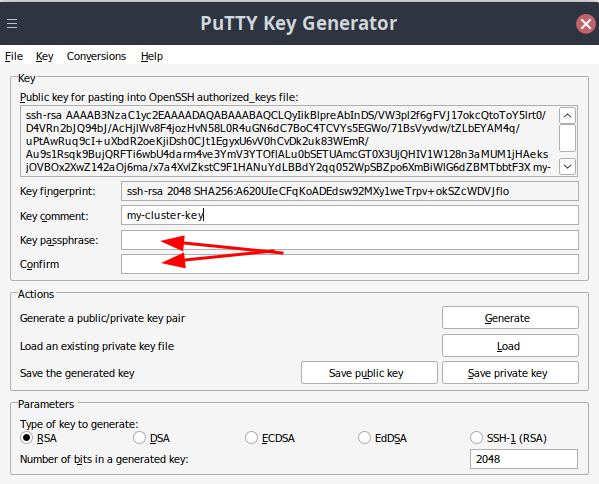 PuTTY Key Generator
File Key Conversions Help
Key
Public key for pasting into OpenSSH authorized_keys file:
ssh-rsa AAAAB3NzaC1yc2EAAAADAQABAAABAQCLQyIikBlpreAbInDS/VW3pl2f6gFVJ17okcQtoToY5lrt0/
D4VRn2bJQ94bJ/AcHjlWv8F4jozHvN58L0R4uGN6dC7BoC4TCVYs5EGWo/71BsVyvdw/tZLbEYAM4q/
uPtAwRuq9cI+uXbdR2oeKjiDsh0CJt1EgyxU6vV0hCvDk2uk83WEmR/
Au9s1Rsqk9BujQRFTi6wbU4darm4ve3YmV3YTOflALu0bSETUAmcGT0X3UjQHIV1W128n3aMUM1jHAeks
jOVBOx2XwZ142aOj6ma/x7a4XvlZkstC9F1HANuYdLBBdY2qq052WpSBZpo6XmBiWlG6dZBMTbbtF3X my-
Key fingerprint: ssh-rsa 2048 SHA256:A620UIeCFqKoADEdsw92MXy1weTrpv+okSZcWDVJflo
Key comment: my-cluster-key
Key passphrase:
Confirm
Actions
Generate a public/private key pair Generate
Load an existing private key file Load
Save the generated key Save public key Save private key
Parameters
Type of key to generate:
RSA DSA ECDSA EdDSA SSH-1 (RSA)
Number of bits in a generated key: 2048